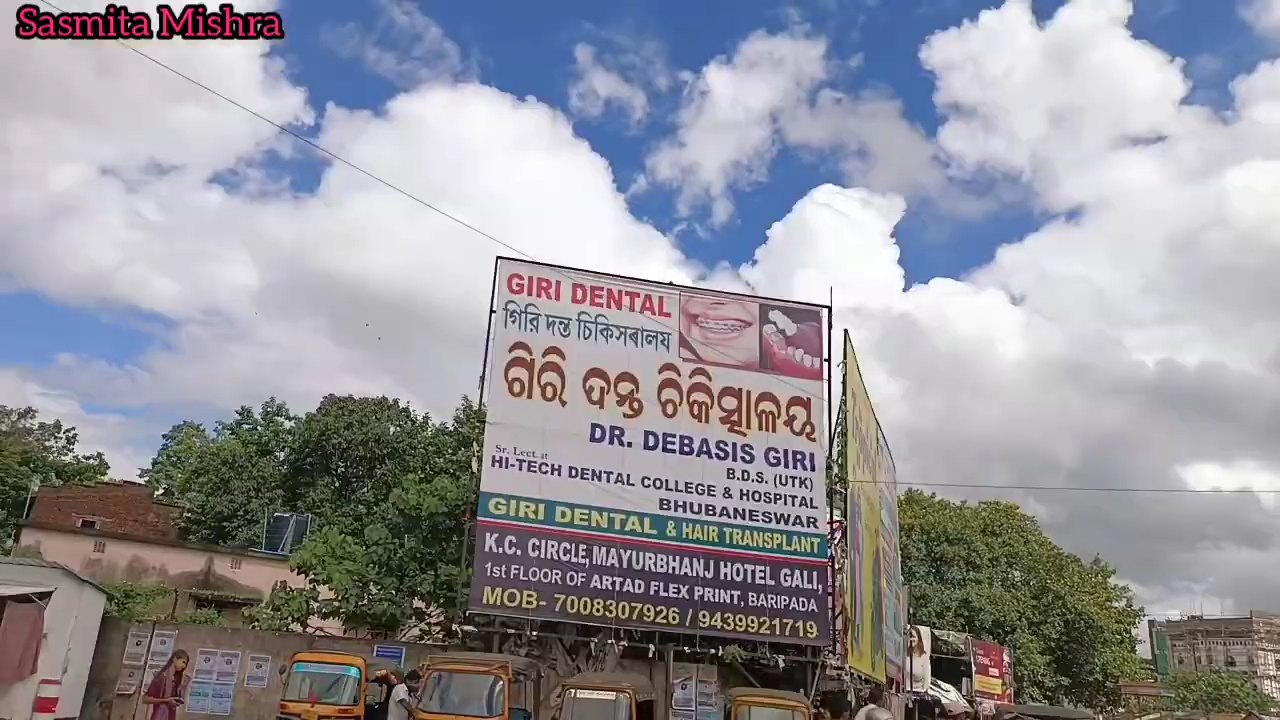 Sasmita Mishra
GIRI DENTAL
গিরি দন্ত চিকিসৰালয
ଗିରି ଦନ୍ତ ଚିକିତ୍ସାଳୟ
DR. DEBASIS GIRI
B.D.S. (UTK)
Sr. Lect. at
HI-TECH DENTAL COLLEGE & HOSPITAL
BHUBANESWAR
GIRI DENTAL & HAIR TRANSPLANT
K.C. CIRCLE, MAYURBHANJ HOTEL GALI,
1st FLOOR OF ARTAD FLEX PRINT, BARIPADA
MOB- 7008307926 / 9439921719